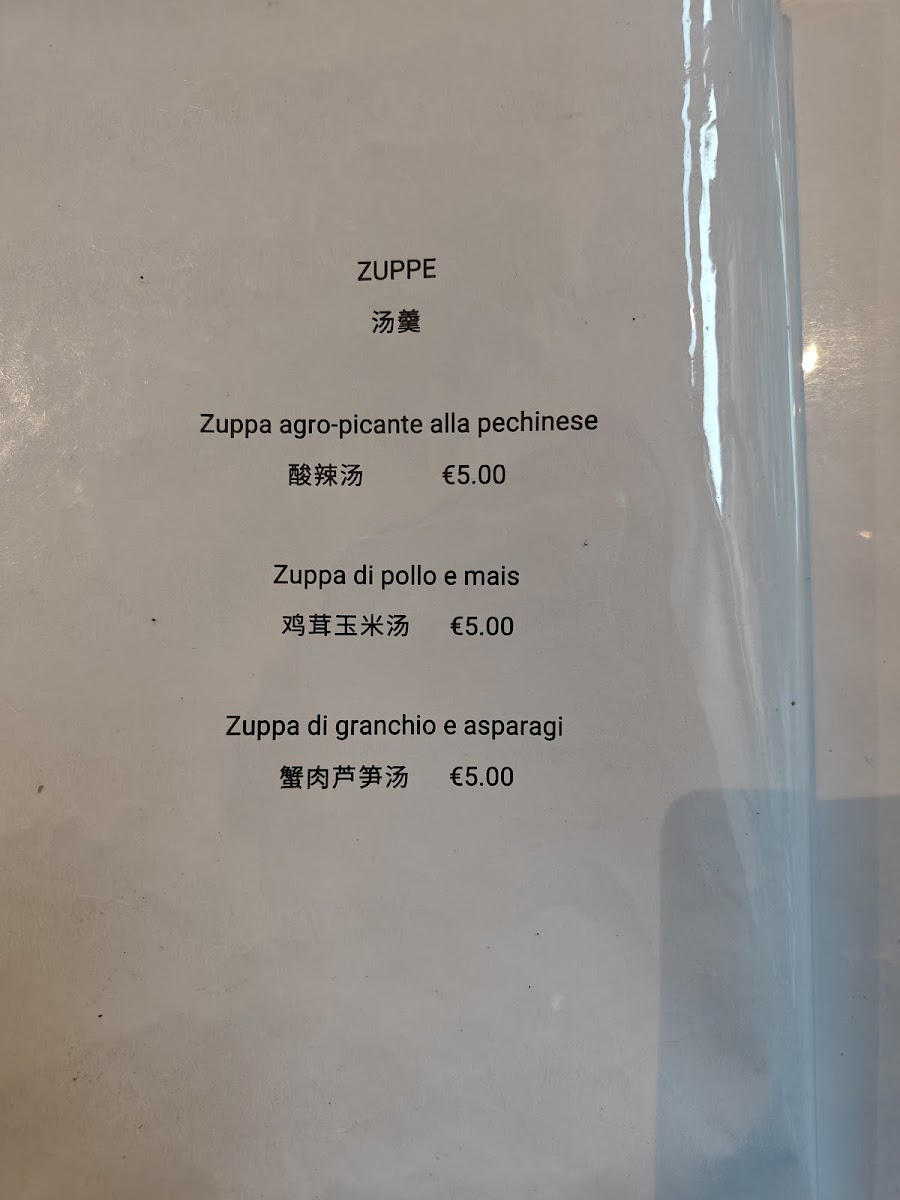 ZUPPE
汤羹
Zuppa agro-picante alla pechinese
酸辣汤 €5.00
Zuppa di pollo e mais
鸡茸玉米汤 €5.00
Zuppa di granchio e asparagi
蟹肉芦笋汤 €5.00